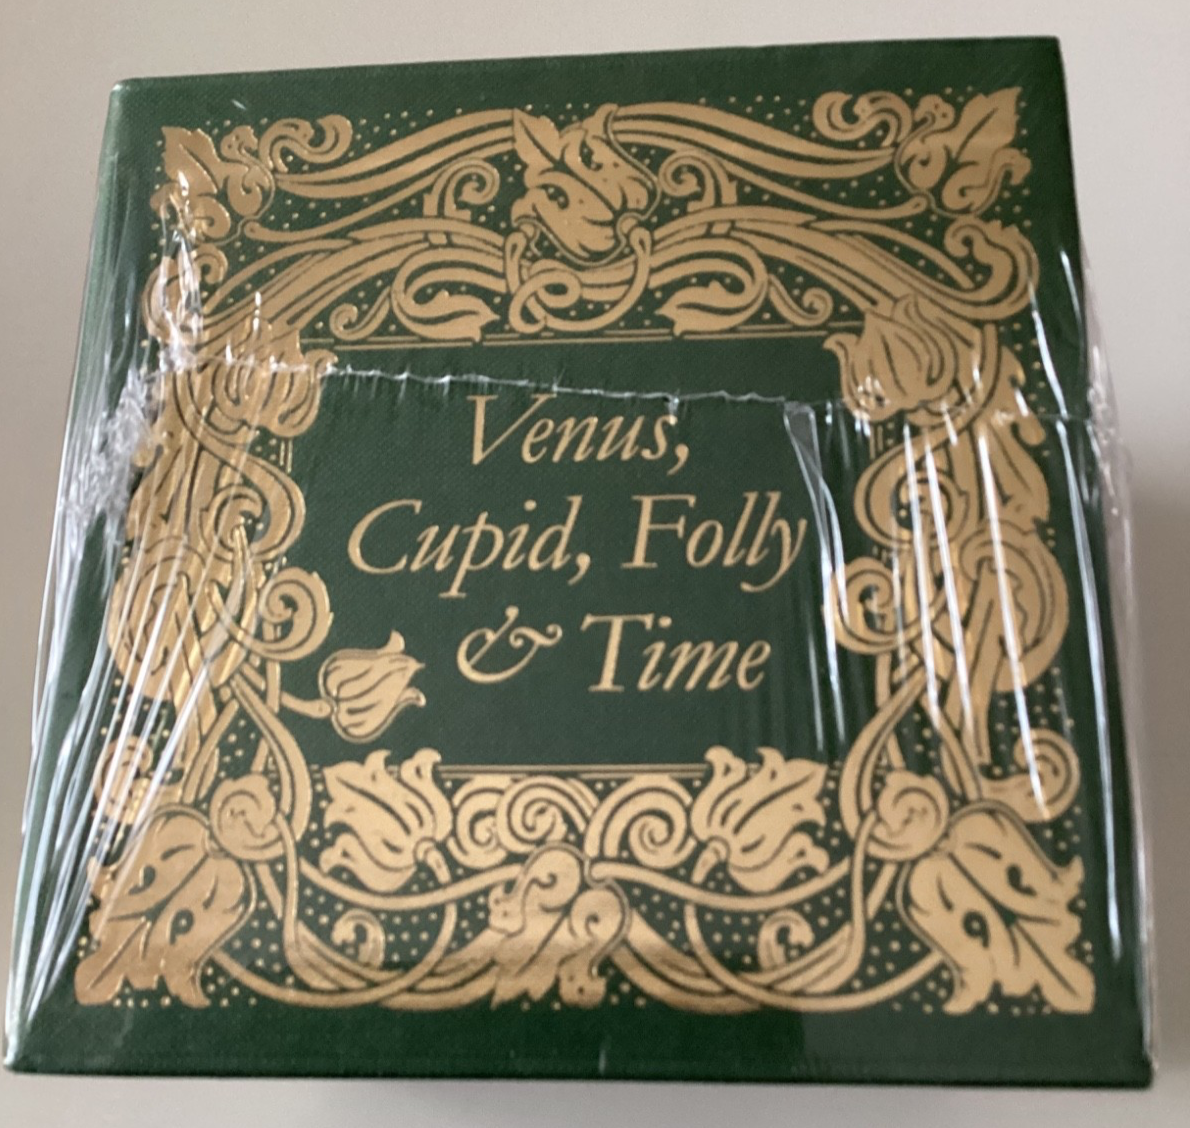 Venus,
Cupid, Folly
& Time